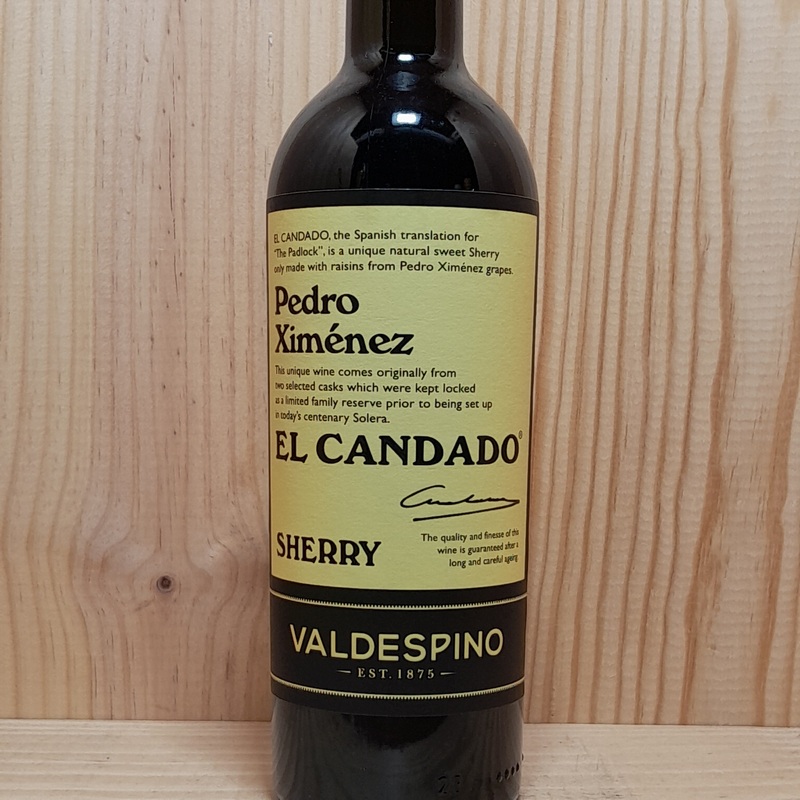 EL CANDADO, the Spanish translation for
"The Padlock", is a unique natural sweet Sherry
only made with raisins from Pedro Ximénez grapes.
Pedro
Ximénez
This unique wine comes originally from
two selected casks which were kept locked
as a limited family reserve prior to being set up
in today's centenary Solera.
EL CANDADO®
SHERRY
The quality and finesse of this
wine is guaranteed after a
long and careful ageing
VALDESPINO
EST. 1875